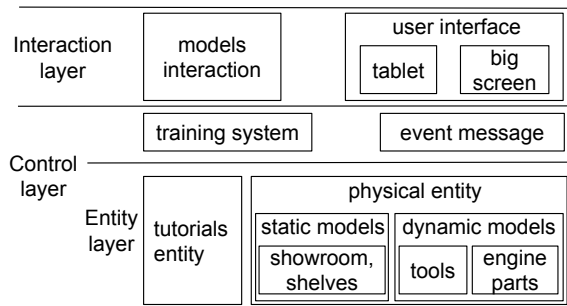 Interaction
layer
models
interaction
user interface
tablet
big
screen
training system
event message
Control
layer
Entity
layer
tutorials
entity
physical entity
static models
showroom,
shelves
dynamic models
tools
engine
parts